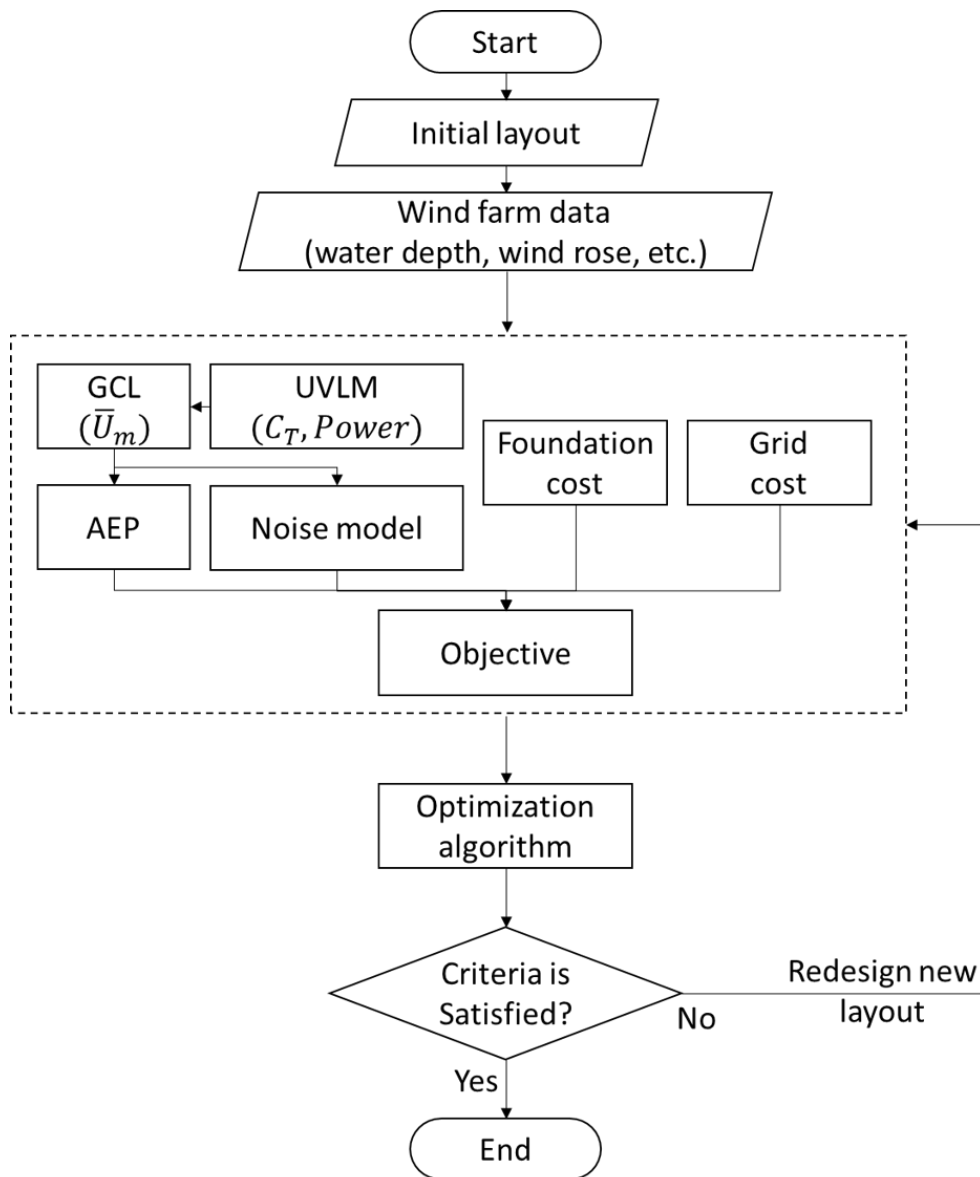 Start
Initial layout
Wind farm data
(water depth, wind rose, etc.)
GCL
(U̅ₘ)
UVLM
(C_T, Power)
Foundation
cost
Grid
cost
AEP
Noise model
Objective
Optimization
algorithm
Criteria is
Satisfied?
No
Redesign new
layout
Yes
End